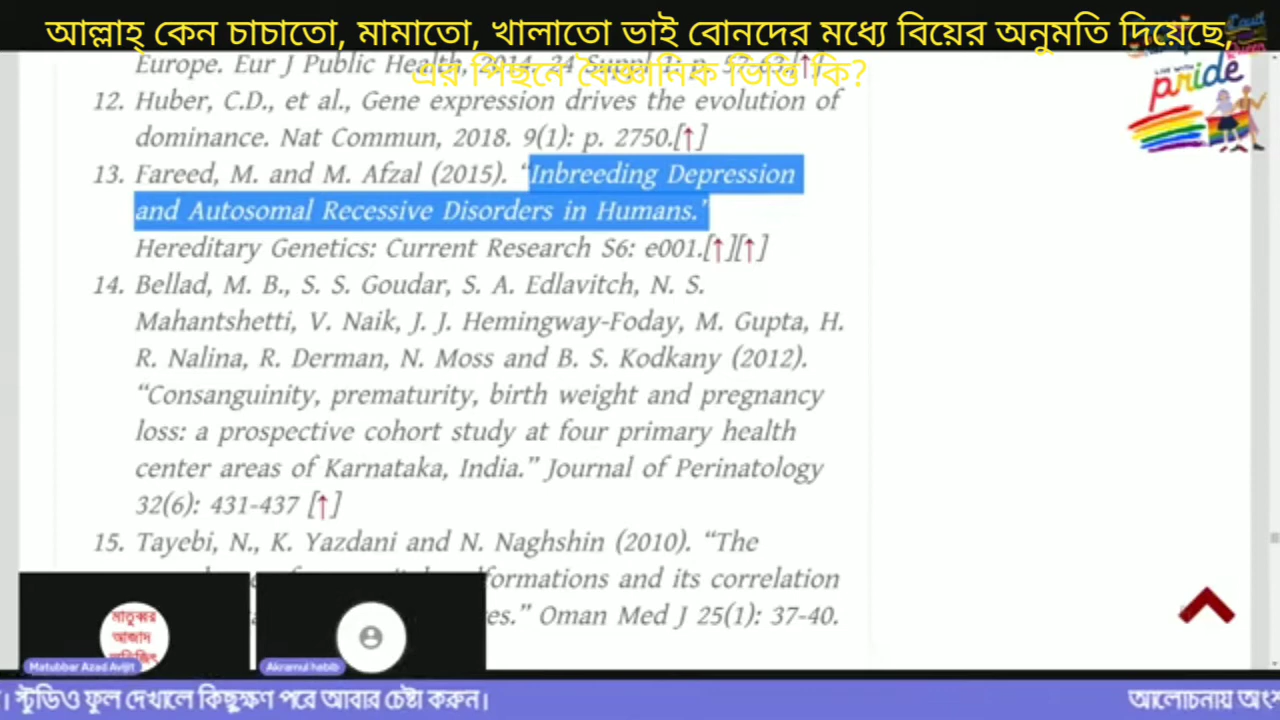 আল্লাহ্ কেন চাচাতো, মামাতো, খালাতো ভাই বোনদের মধ্যে বিয়ের অনুমতি দিয়েছে,
এর পিছনে বৈজ্ঞানিক ভিত্তি কি?
Europe. Eur J Public Health, 2014. 24 Suppl 1: p. 57-63.[↑]
12. Huber, C.D., et al., Gene expression drives the evolution of
dominance. Nat Commun, 2018. 9(1): p. 2750.[↑]
13. Fareed, M. and M. Afzal (2015). “Inbreeding Depression
and Autosomal Recessive Disorders in Humans.”
Hereditary Genetics: Current Research S6: e001.[↑][↑]
14. Bellad, M. B., S. S. Goudar, S. A. Edlavitch, N. S.
Mahantshetti, V. Naik, J. J. Hemingway-Foday, M. Gupta, H.
R. Nalina, R. Derman, N. Moss and B. S. Kodkany (2012).
“Consanguinity, prematurity, birth weight and pregnancy
loss: a prospective cohort study at four primary health
center areas of Karnataka, India.” Journal of Perinatology
32(6): 431-437 [↑]
15. Tayebi, N., K. Yazdani and N. Naghshin (2010). “The
formations and its correlation
es.” Oman Med J 25(1): 37-40.
pride
মাতুব্বর
আজাদ
অভিজিৎ
Matubbar Azad Avijit
Akramul habib
। স্টুডিও ফুল দেখালে কিছুক্ষণ পরে আবার চেষ্টা করুন।
আলোচনায় অংশ